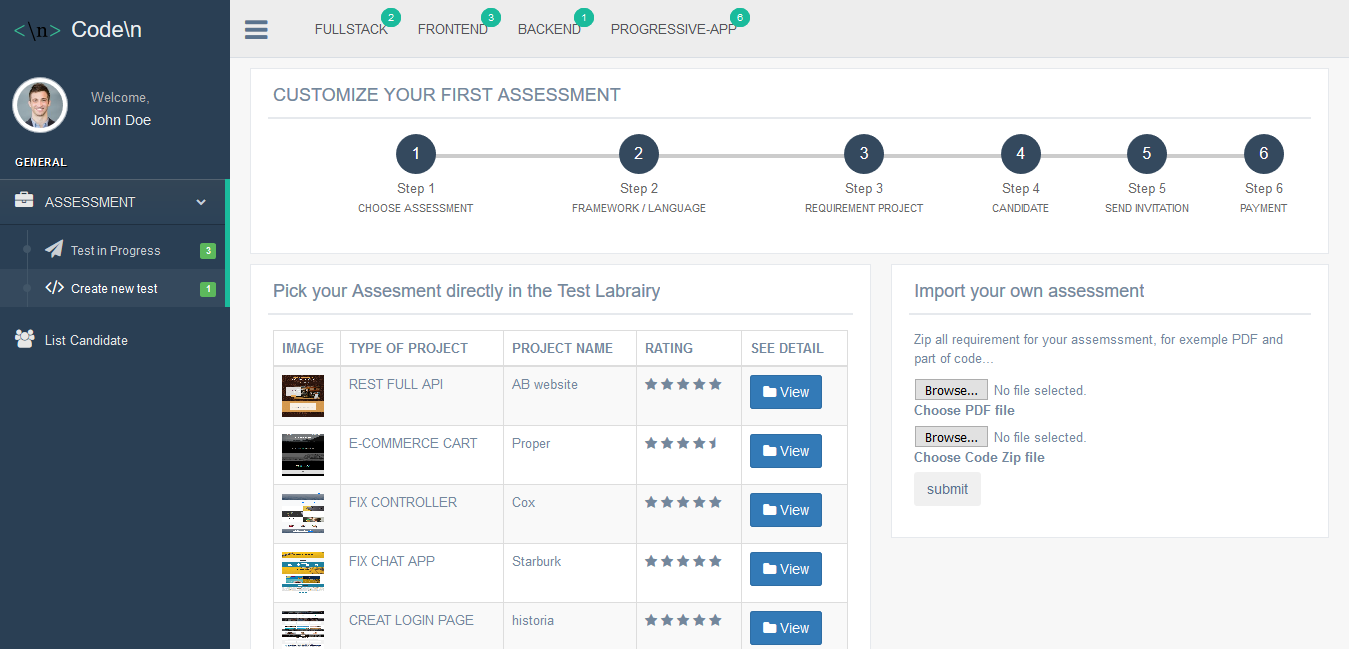 <\n> Code\n
Welcome,
John Doe
GENERAL
ASSESSMENT
Test in Progress 3
Create new test 1
List Candidate
FULLSTACK 2 FRONTEND 3 BACKEND 1 PROGRESSIVE-APP 6
CUSTOMIZE YOUR FIRST ASSESSMENT
1 2 3 4 5 6
Step 1 Step 2 Step 3 Step 4 Step 5 Step 6
CHOOSE ASSESSMENT FRAMEWORK / LANGUAGE REQUIREMENT PROJECT CANDIDATE SEND INVITATION PAYMENT
Pick your Assesment directly in the Test Labrairy
IMAGE TYPE OF PROJECT PROJECT NAME RATING SEE DETAIL
REST FULL API AB website View
E-COMMERCE CART Proper View
FIX CONTROLLER Cox View
FIX CHAT APP Starburk View
CREAT LOGIN PAGE historia View
Import your own assessment
Zip all requirement for your assemssment, for exemple PDF and
part of code...
Browse... No file selected.
Choose PDF file
Browse... No file selected.
Choose Code Zip file
submit